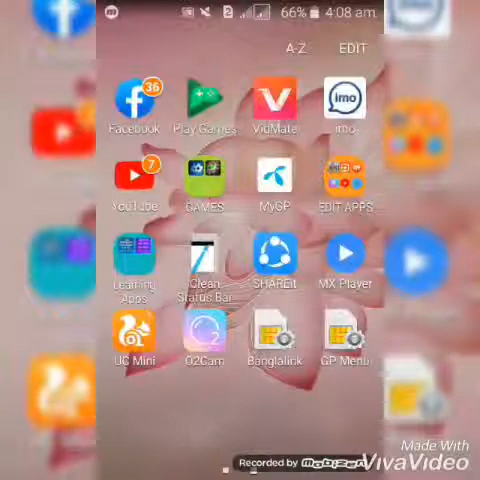 66% 4:08 am
A-Z EDIT
36
Facebook Play Games VidMate imo
7
YouTube GAMES MyGP EDIT APPS
Learning Apps Clean Status Bar SHAREit MX Player
UC Mini O2Cam Banglalink GP Menu
Recorded by mobizen
Made With
VivaVideo